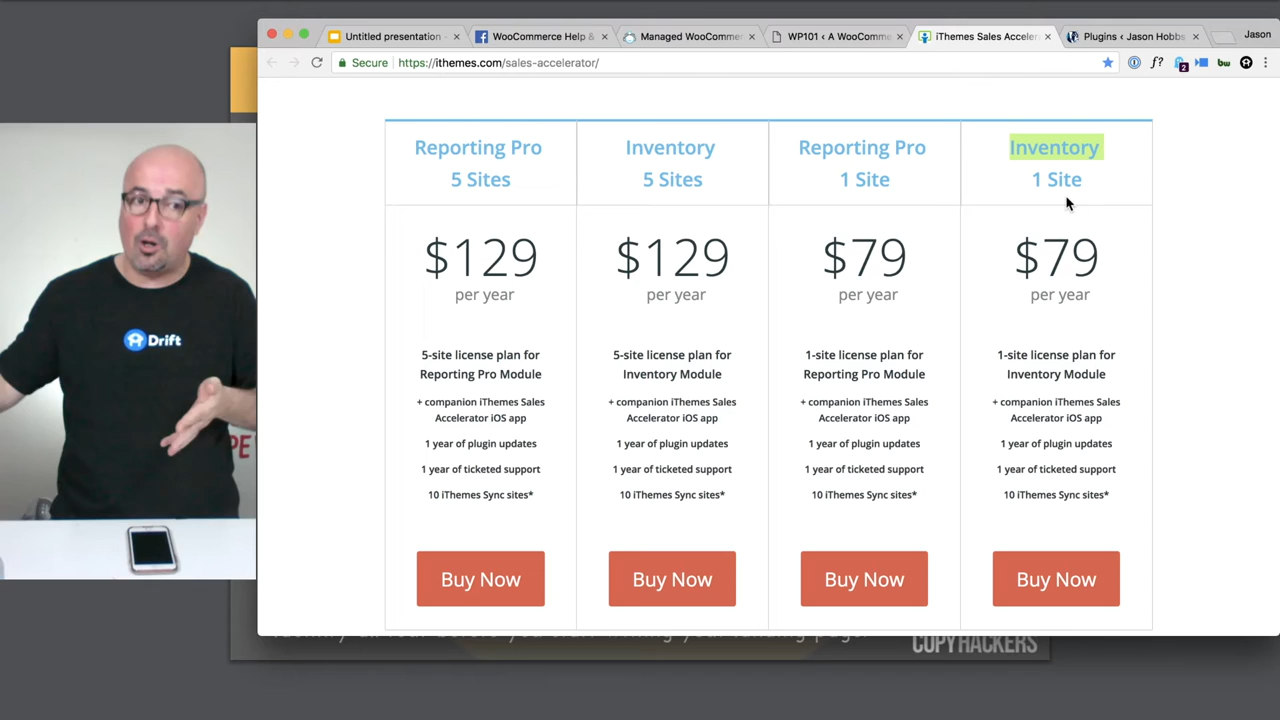 Untitled presentation -
WooCommerce Help &
Managed WooComme
WP101 ‹ A WooComme
iThemes Sales Acceler
Plugins ‹ Jason Hobbs
Jason
Secure
https://ithemes.com/sales-accelerator/
f?
2
bw
Reporting Pro
5 Sites
$129
per year
5-site license plan for
Reporting Pro Module
+ companion iThemes Sales
Accelerator iOS app
1 year of plugin updates
1 year of ticketed support
10 iThemes Sync sites*
Buy Now
Inventory
5 Sites
$129
per year
5-site license plan for
Inventory Module
+ companion iThemes Sales
Accelerator iOS app
1 year of plugin updates
1 year of ticketed support
10 iThemes Sync sites*
Buy Now
Reporting Pro
1 Site
$79
per year
1-site license plan for
Reporting Pro Module
+ companion iThemes Sales
Accelerator iOS app
1 year of plugin updates
1 year of ticketed support
10 iThemes Sync sites*
Buy Now
Inventory
1 Site
$79
per year
1-site license plan for
Inventory Module
+ companion iThemes Sales
Accelerator iOS app
1 year of plugin updates
1 year of ticketed support
10 iThemes Sync sites*
Buy Now
Drift
PE
COPYHACKERS